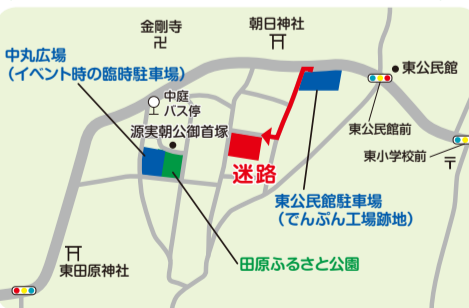 金剛寺
卍
朝日神社
中丸広場
（イベント時の臨時駐車場）
東公民館
中庭
バス停
源実朝公御首塚
東公民館前
東小学校前
〒
迷路
東公民館駐車場
（でんぷん工場跡地）
田原ふるさと公園
東田原神社